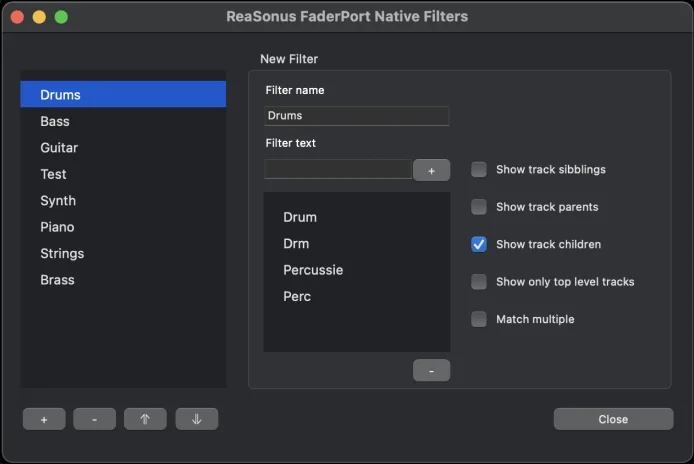 ReaSonus FaderPort Native Filters
Drums
Bass
Guitar
Test
Synth
Piano
Strings
Brass
+
-
⇑
⇓
New Filter
Filter name
Drums
Filter text
+
Drum
Drm
Percussie
Perc
-
Show track sibblings
Show track parents
Show track children
Show only top level tracks
Match multiple
Close